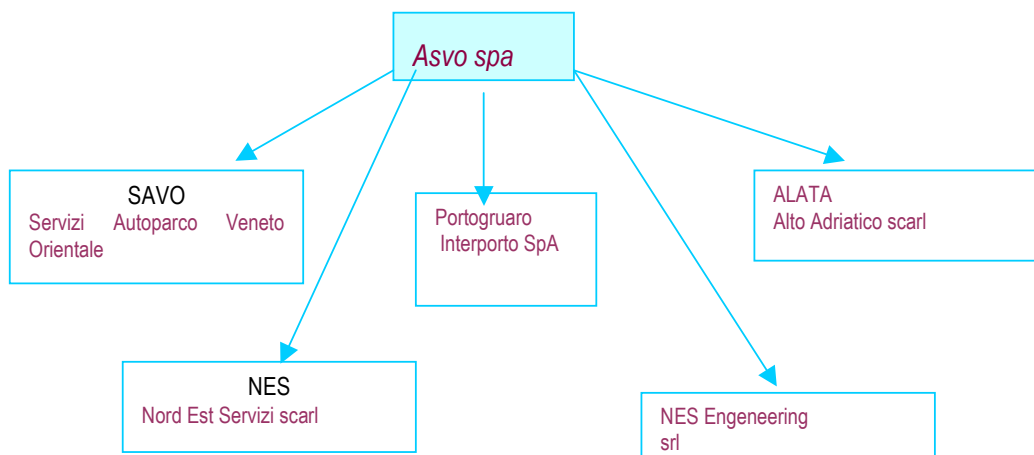 Asvo spa
SAVO
Servizi Autoparco Veneto
Orientale
Portogruaro
Interporto SpA
ALATA
Alto Adriatico scarl
NES
Nord Est Servizi scarl
NES Engeneering
srl